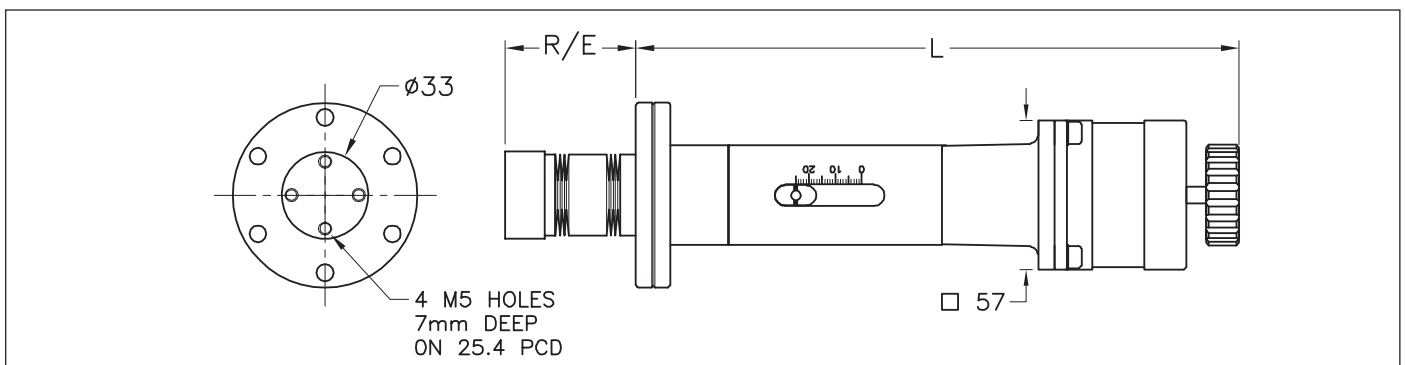 R/E
L
ø33
20 10 0
4 M5 HOLES
7mm DEEP
ON 25.4 PCD
□ 57